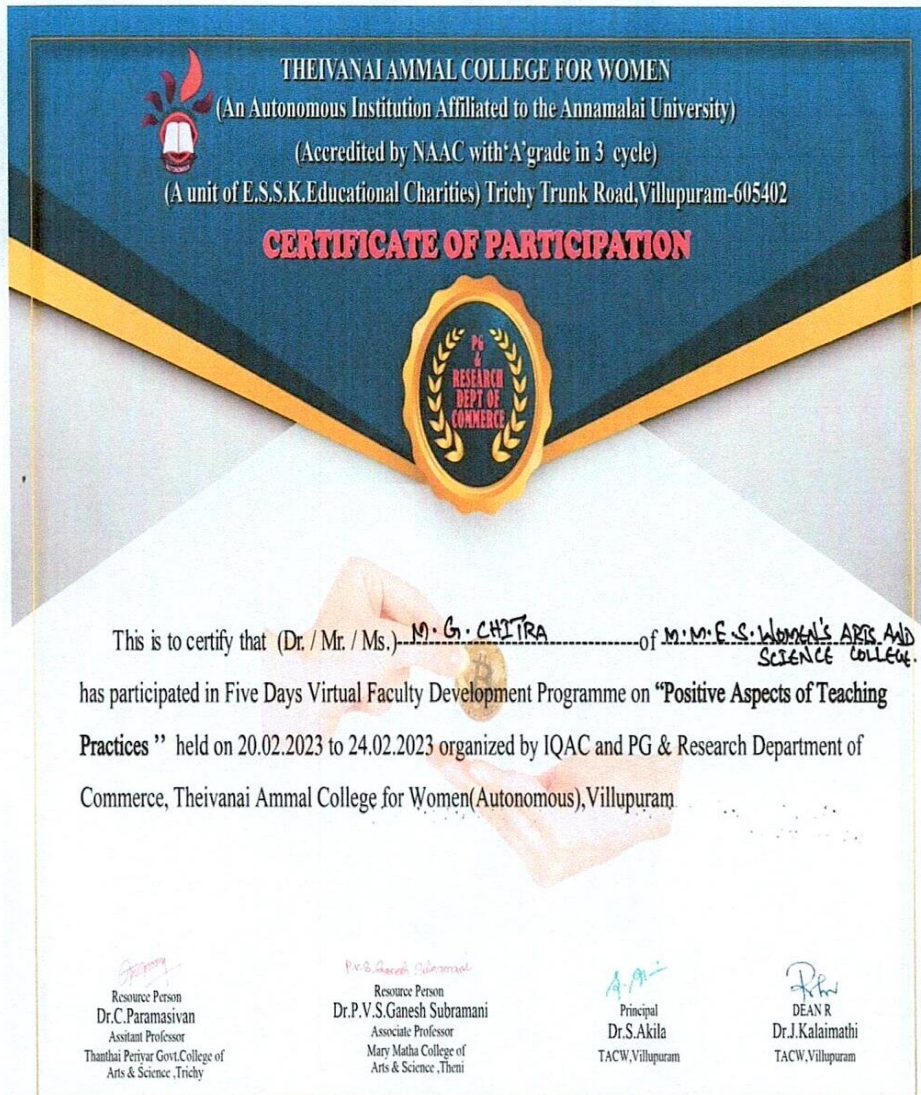 THEIVANAI AMMAL COLLEGE FOR WOMEN
(An Autonomous Institution Affiliated to the Annamalai University)
(Accredited by NAAC with'A'grade in 3 cycle)
(A unit of E.S.S.K.Educational Charities) Trichy Trunk Road,Villupuram-605402
AUTONOMOUS
CERTIFICATE OF PARTICIPATION
PG
&
RESEARCH
DEPT OF
COMMERCE
This is to certify that (Dr. / Mr. / Ms.) M. G. CHITRA of M.M.E.S. WOMEN'S ARTS AND
SCIENCE COLLEGE.
has participated in Five Days Virtual Faculty Development Programme on “Positive Aspects of Teaching
Practices ’’ held on 20.02.2023 to 24.02.2023 organized by IQAC and PG & Research Department of
Commerce, Theivanai Ammal College for Women(Autonomous),Villupuram
Resource Person
Dr.C.Paramasivan
Assitant Professor
Thanthai Periyar Govt.College of
Arts & Science ,Trichy
P.V.S. Ganesh Subramani
Resource Person
Dr.P.V.S.Ganesh Subramani
Associate Professor
Mary Matha College of
Arts & Science ,Theni
Principal
Dr.S.Akila
TACW,Villupuram
DEAN R
Dr.J.Kalaimathi
TACW,Villupuram